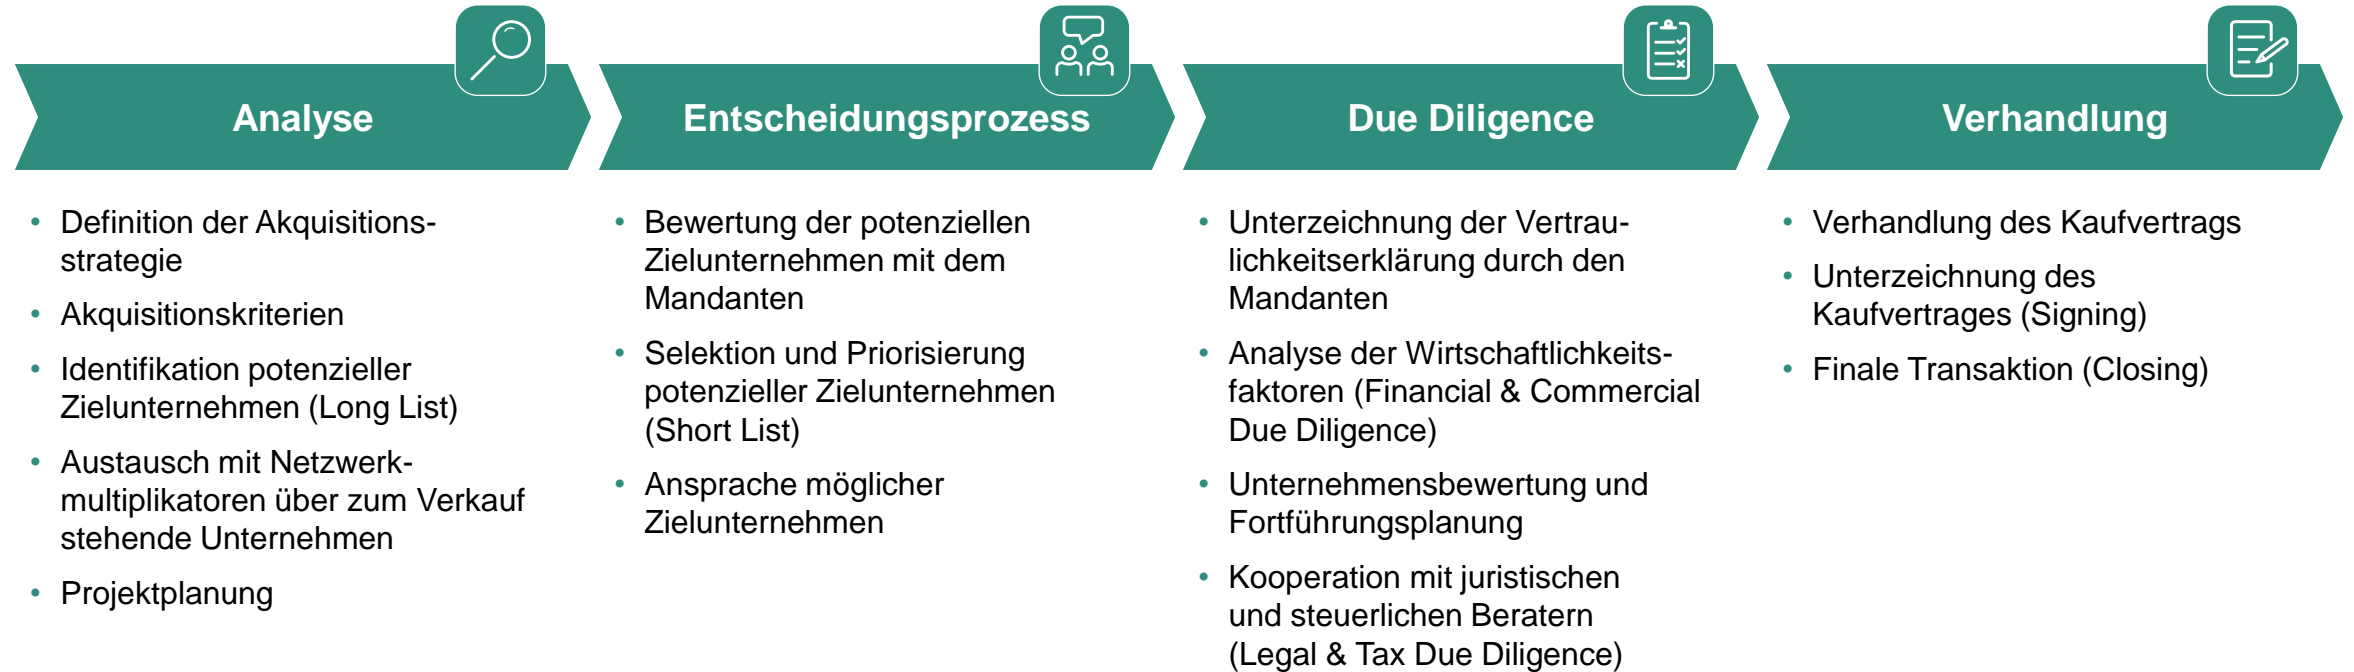 Analyse
Definition der Akquisitions-
strategie
Akquisitionskriterien
Identifikation potenzieller
Zielunternehmen (Long List)
Austausch mit Netzwerk-
multiplikatoren über zum Verkauf
stehende Unternehmen
Projektplanung
Entscheidungsprozess
Bewertung der potenziellen
Zielunternehmen mit dem
Mandanten
Selektion und Priorisierung
potenzieller Zielunternehmen
(Short List)
Ansprache möglicher
Zielunternehmen
Due Diligence
Unterzeichnung der Vertrau-
lichkeitserklärung durch den
Mandanten
Analyse der Wirtschaftlichkeits-
faktoren (Financial & Commercial
Due Diligence)
Unternehmensbewertung und
Fortführungsplanung
Kooperation mit juristischen
und steuerlichen Beratern
(Legal & Tax Due Diligence)
Verhandlung
Verhandlung des Kaufvertrags
Unterzeichnung des
Kaufvertrages (Signing)
Finale Transaktion (Closing)